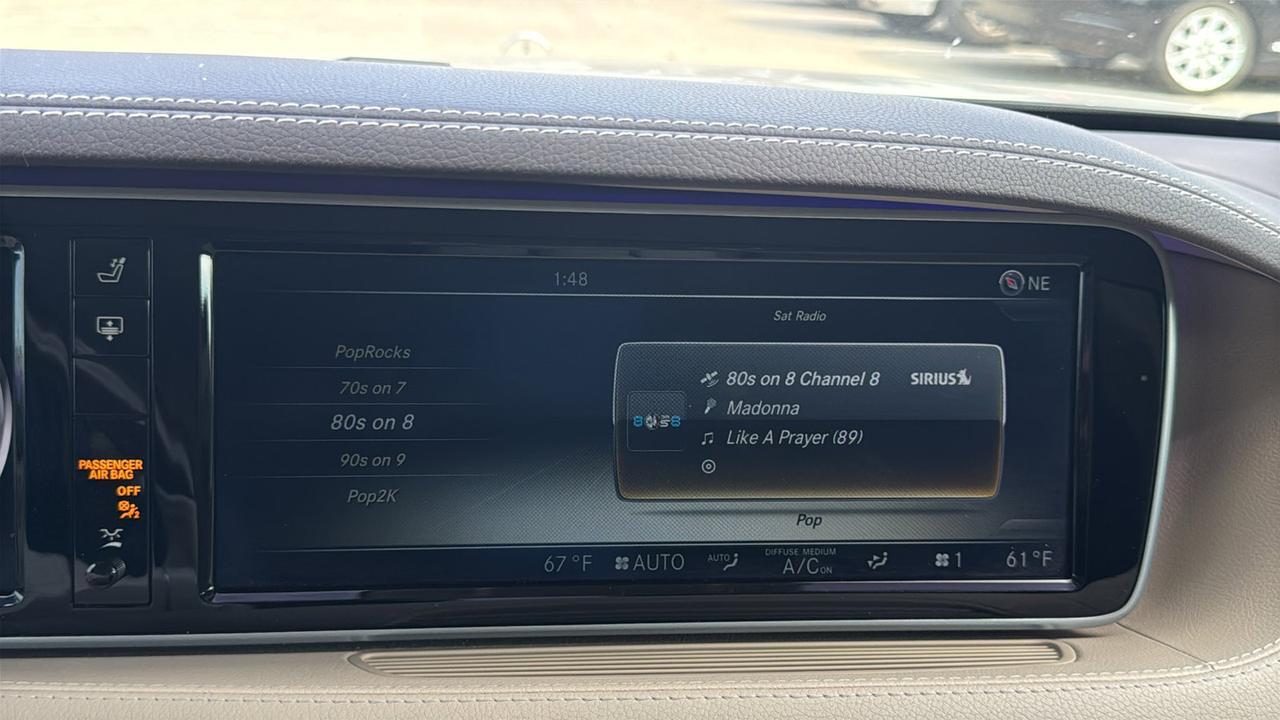 1:48
NE
Sat Radio
PopRocks
70s on 7
80s on 8
90s on 9
Pop2K
80s on 8 Channel 8
SIRIUS
Madonna
Like A Prayer (89)
Pop
PASSENGER
AIR BAG
OFF
2
67 °F
AUTO
AUTO
DIFFUSE MEDIUM
A/C ON
1
61°F